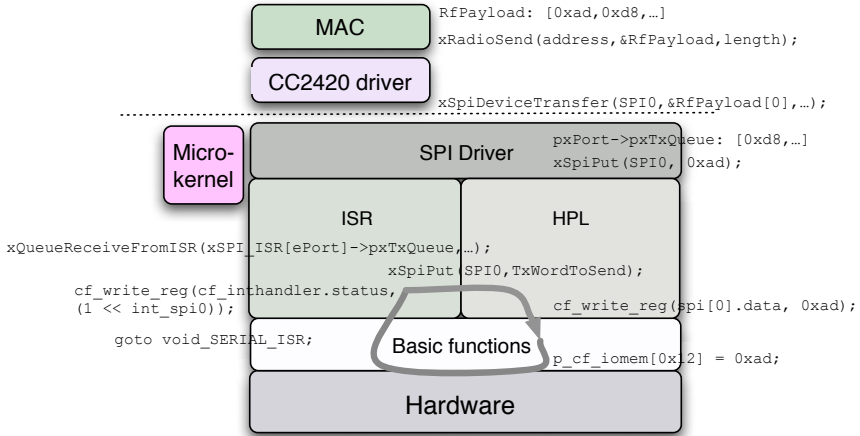 RfPayload: [0xad,0xd8,…]
MAC
xRadioSend(address,&RfPayload,length);
CC2420 driver
xSpiDeviceTransfer(SPI0,&RfPayload[0],…);
Micro-
kernel
SPI Driver
pxPort->pxTxQueue: [0xd8,…]
xSpiPut(SPI0, 0xad);
ISR
HPL
xQueueReceiveFromISR(xSPI_ISR[ePort]->pxTxQueue,…);
xSpiPut(SPI0,TxWordToSend);
cf_write_reg(cf_inthandler.status,
(1 << int_spi0));
cf_write_reg(spi[0].data, 0xad);
goto void_SERIAL_ISR;
Basic functions
p_cf_iomem[0x12] = 0xad;
Hardware